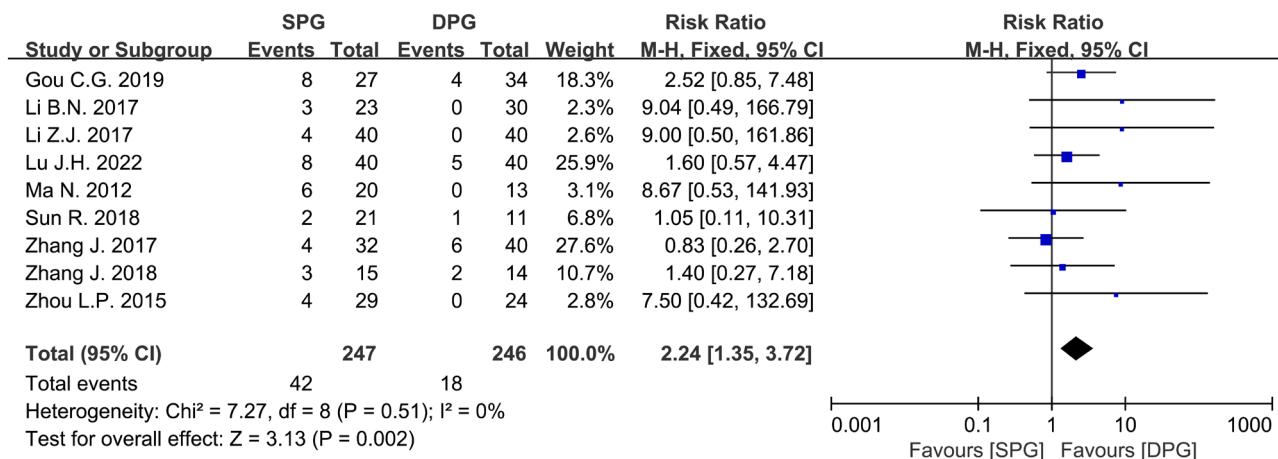 SPG DPG Risk Ratio Risk Ratio
Study or Subgroup Events Total Events Total Weight M-H, Fixed, 95% CI M-H, Fixed, 95% CI
Gou C.G. 2019 8 27 4 34 18.3% 2.52 [0.85, 7.48]
Li B.N. 2017 3 23 0 30 2.3% 9.04 [0.49, 166.79]
Li Z.J. 2017 4 40 0 40 2.6% 9.00 [0.50, 161.86]
Lu J.H. 2022 8 40 5 40 25.9% 1.60 [0.57, 4.47]
Ma N. 2012 6 20 0 13 3.1% 8.67 [0.53, 141.93]
Sun R. 2018 2 21 1 11 6.8% 1.05 [0.11, 10.31]
Zhang J. 2017 4 32 6 40 27.6% 0.83 [0.26, 2.70]
Zhang J. 2018 3 15 2 14 10.7% 1.40 [0.27, 7.18]
Zhou L.P. 2015 4 29 0 24 2.8% 7.50 [0.42, 132.69]
Total (95% CI) 247 246 100.0% 2.24 [1.35, 3.72]
Total events 42 18
Heterogeneity: Chi² = 7.27, df = 8 (P = 0.51); I² = 0%
Test for overall effect: Z = 3.13 (P = 0.002)
0.001 0.1 1 10 1000
Favours [SPG] Favours [DPG]